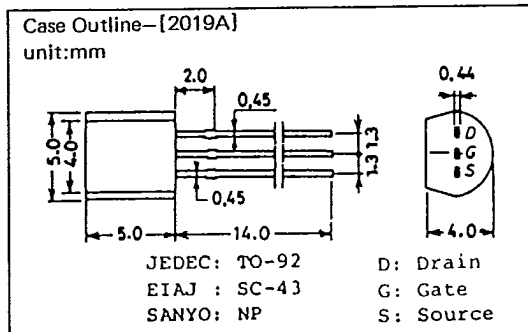 Case Outline–[2019A]
unit:mm
2.0
0,45
0,44
5.0
4.0
1.3
1.3
D
G
S
0,45
5.0
14.0
4.0
JEDEC: TO-92
D: Drain
EIAJ : SC-43
G: Gate
SANYO: NP
S: Source